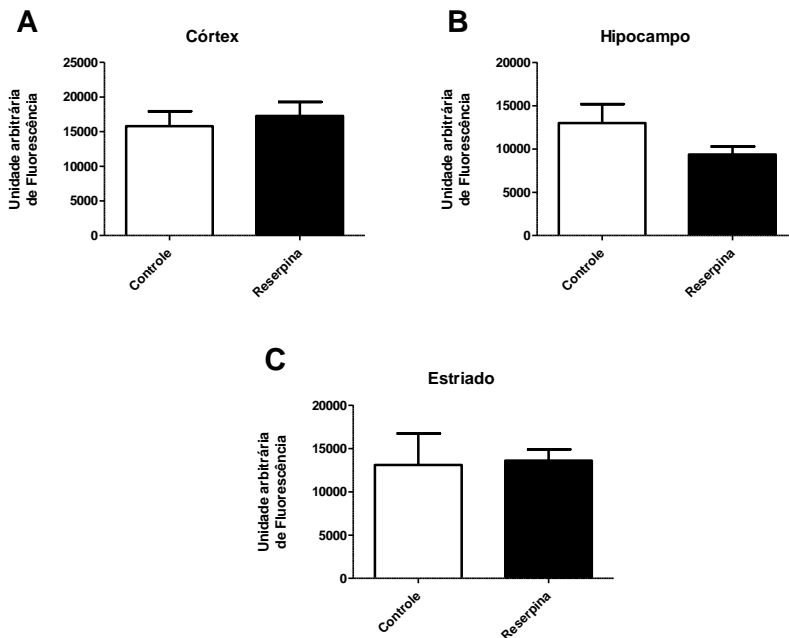 A
Córtex
Unidade arbitrária
de Fluorescência
25000
20000
15000
10000
5000
0
Controle
Reserpina
B
Hipocampo
Unidade arbitrária
de Fluorescência
20000
15000
10000
5000
0
Controle
Reserpina
C
Estriado
Unidade arbitrária
de Fluorescência
20000
15000
10000
5000
0
Controle
Reserpina